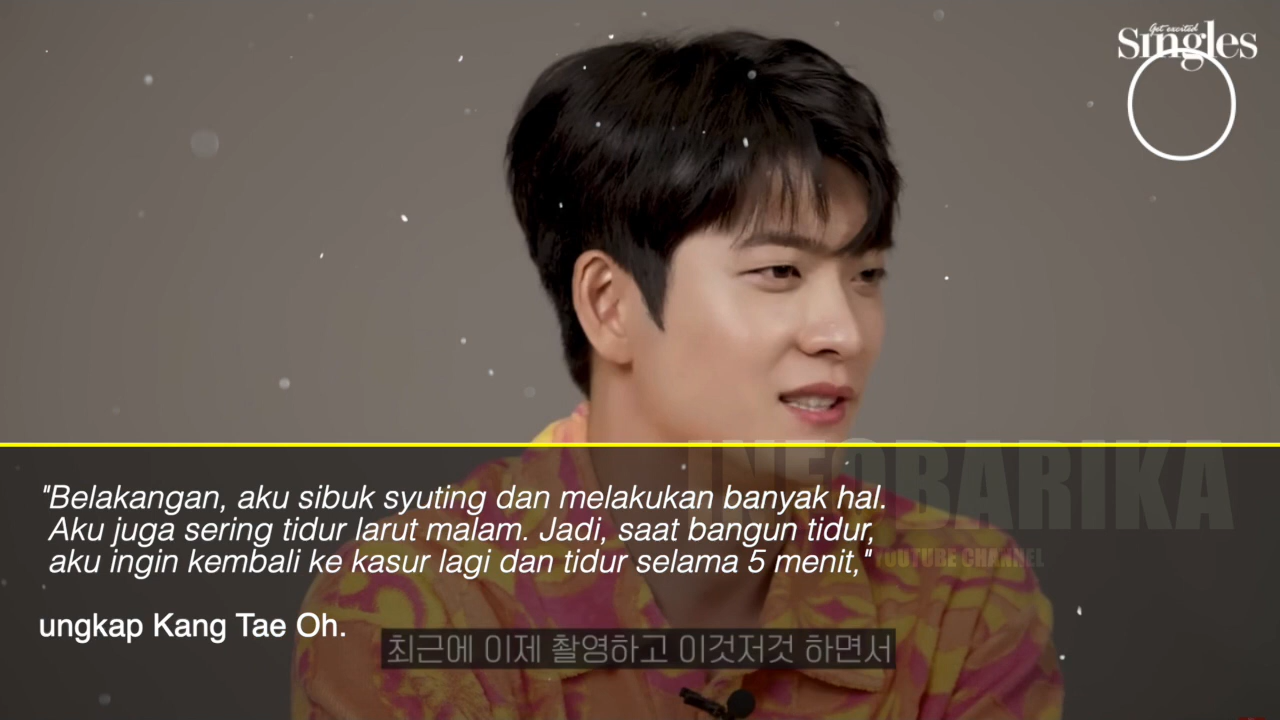 Get excited
Singles
"Belakangan, aku sibuk syuting dan melakukan banyak hal.
Aku juga sering tidur larut malam. Jadi, saat bangun tidur,
aku ingin kembali ke kasur lagi dan tidur selama 5 menit,"
INFOBARIKA
YOUTUBE CHANNEL
ungkap Kang Tae Oh.
최근에 이제 촬영하고 이것저것 하면서